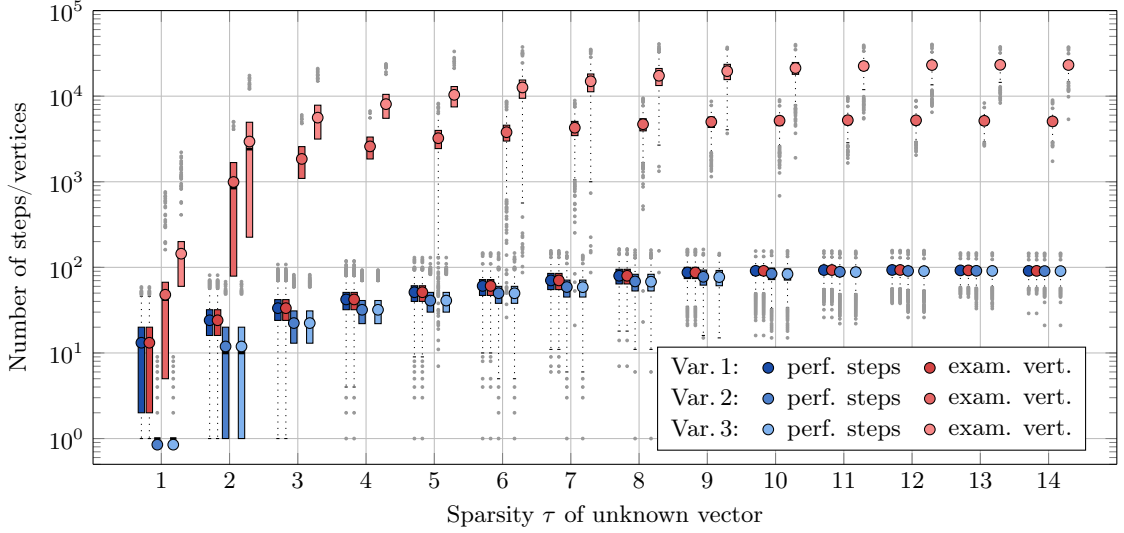 10^5
10^4
10^3
10^2
10^1
10^0
Number of steps/vertices
1 2 3 4 5 6 7 8 9 10 11 12 13 14
Sparsity τ of unknown vector
Var. 1: perf. steps exam. vert.
Var. 2: perf. steps exam. vert.
Var. 3: perf. steps exam. vert.